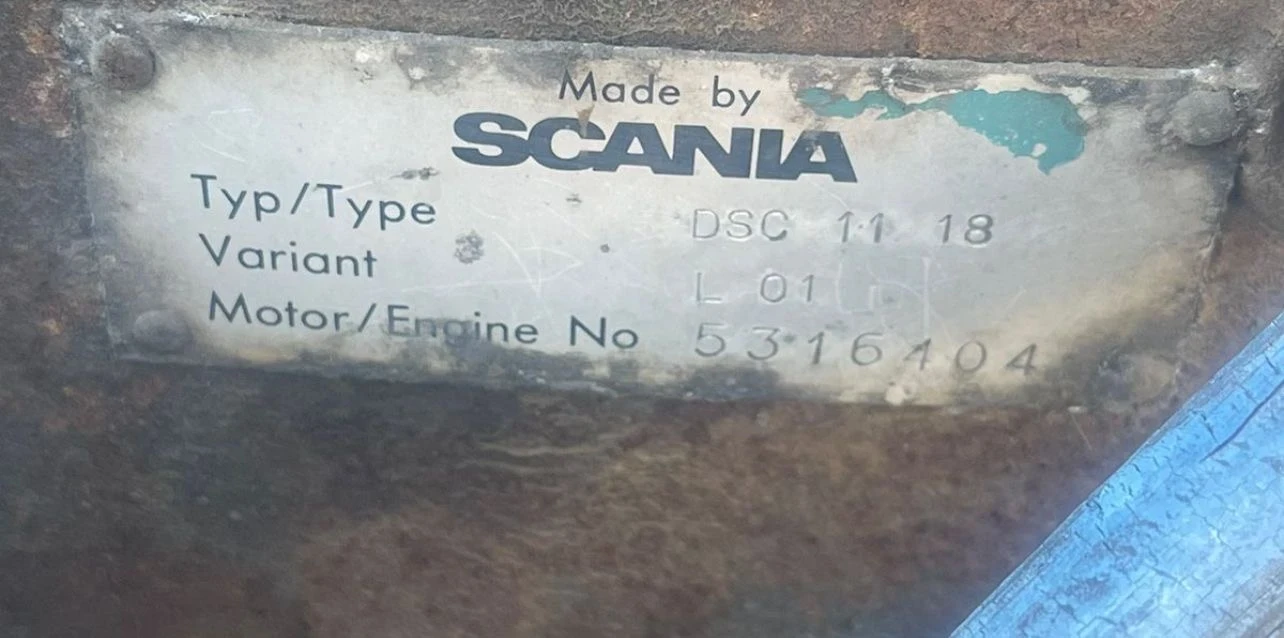 Made by
SCANIA
Typ/Type DSC 11 18
Variant L 01
Motor/Engine No 5316404